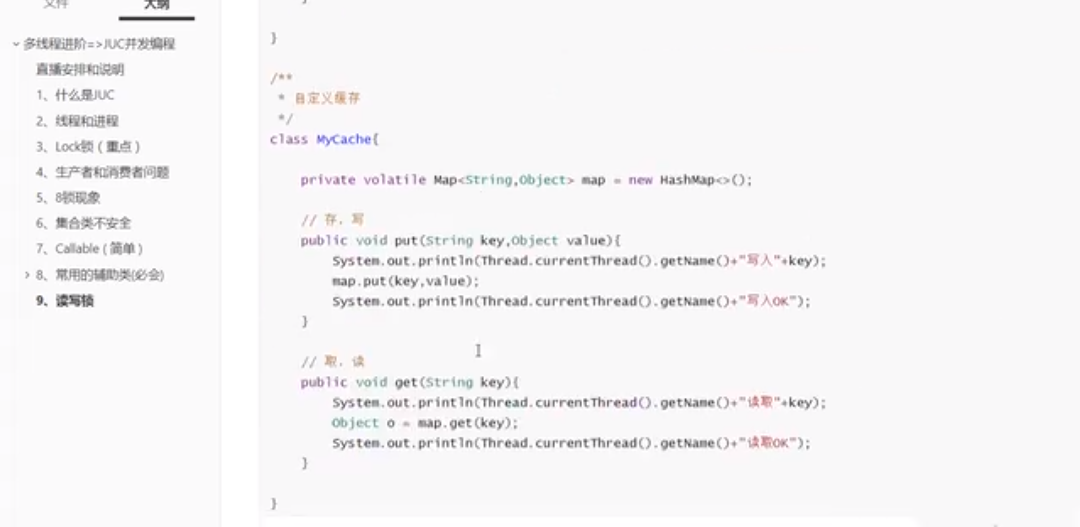 文件
大纲
多线程进阶=>JUC并发编程
直播安排和说明
1、什么是JUC
2、线程和进程
3、Lock锁（重点）
4、生产者和消费者问题
5、8锁现象
6、集合类不安全
7、Callable（简单）
8、常用的辅助类(必会)
9、读写锁
}
/**
* 自定义缓存
*/
class MyCache{
private volatile Map<String,Object> map = new HashMap<>();
// 存，写
public void put(String key,Object value){
System.out.println(Thread.currentThread().getName()+"写入"+key);
map.put(key,value);
System.out.println(Thread.currentThread().getName()+"写入OK");
}
// 取，读
public void get(String key){
System.out.println(Thread.currentThread().getName()+"读取"+key);
Object o = map.get(key);
System.out.println(Thread.currentThread().getName()+"读取OK");
}
}